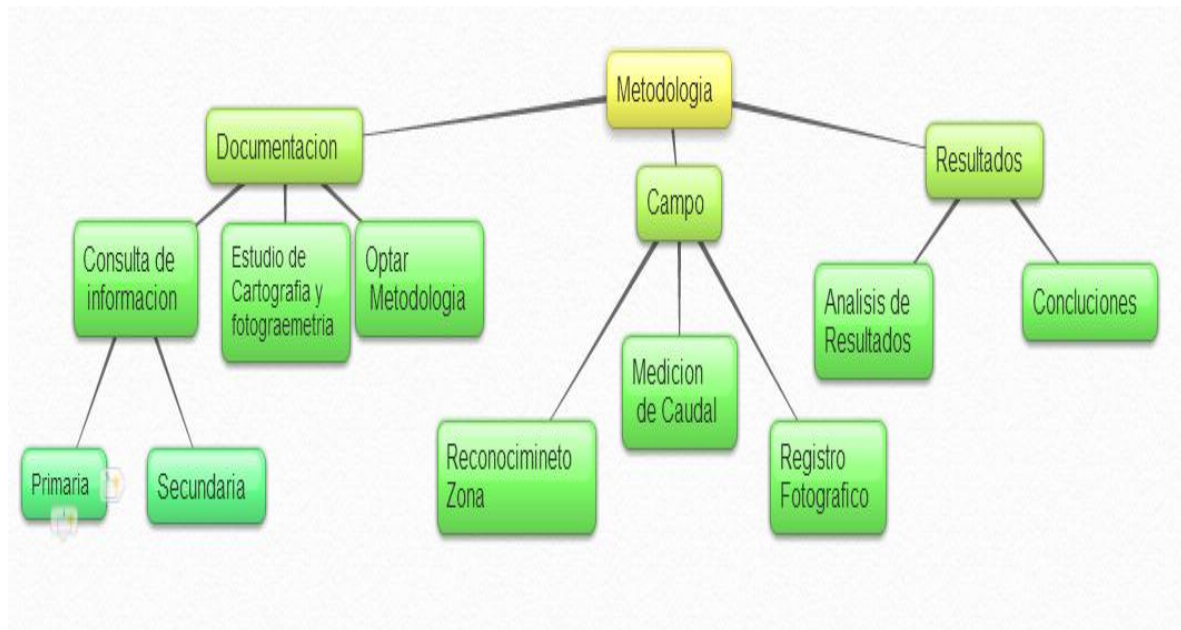 Metodologia
Documentacion
Campo
Resultados
Consulta de
informacion
Estudio de
Cartografia y
fotograemetria
Optar
Metodologia
Analisis de
Resultados
Concluciones
Medicion
de Caudal
Reconocimineto
Zona
Registro
Fotografico
Primaria
Secundaria